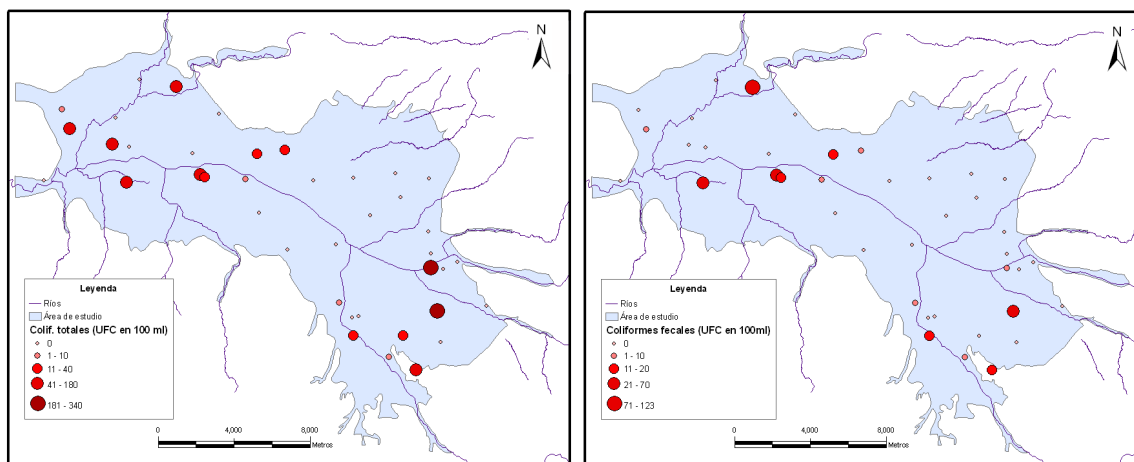 N
Leyenda
Ríos
Área de estudio
Colif. totales (UFC en 100 ml)
0
1 - 10
11 - 40
41 - 180
181 - 340
0 4,000 8,000
Metros
N
Leyenda
Ríos
Área de estudio
Coliformes fecales (UFC en 100ml)
0
1 - 10
11 - 20
21 - 70
71 - 123
0 4,000 8,000
Metros